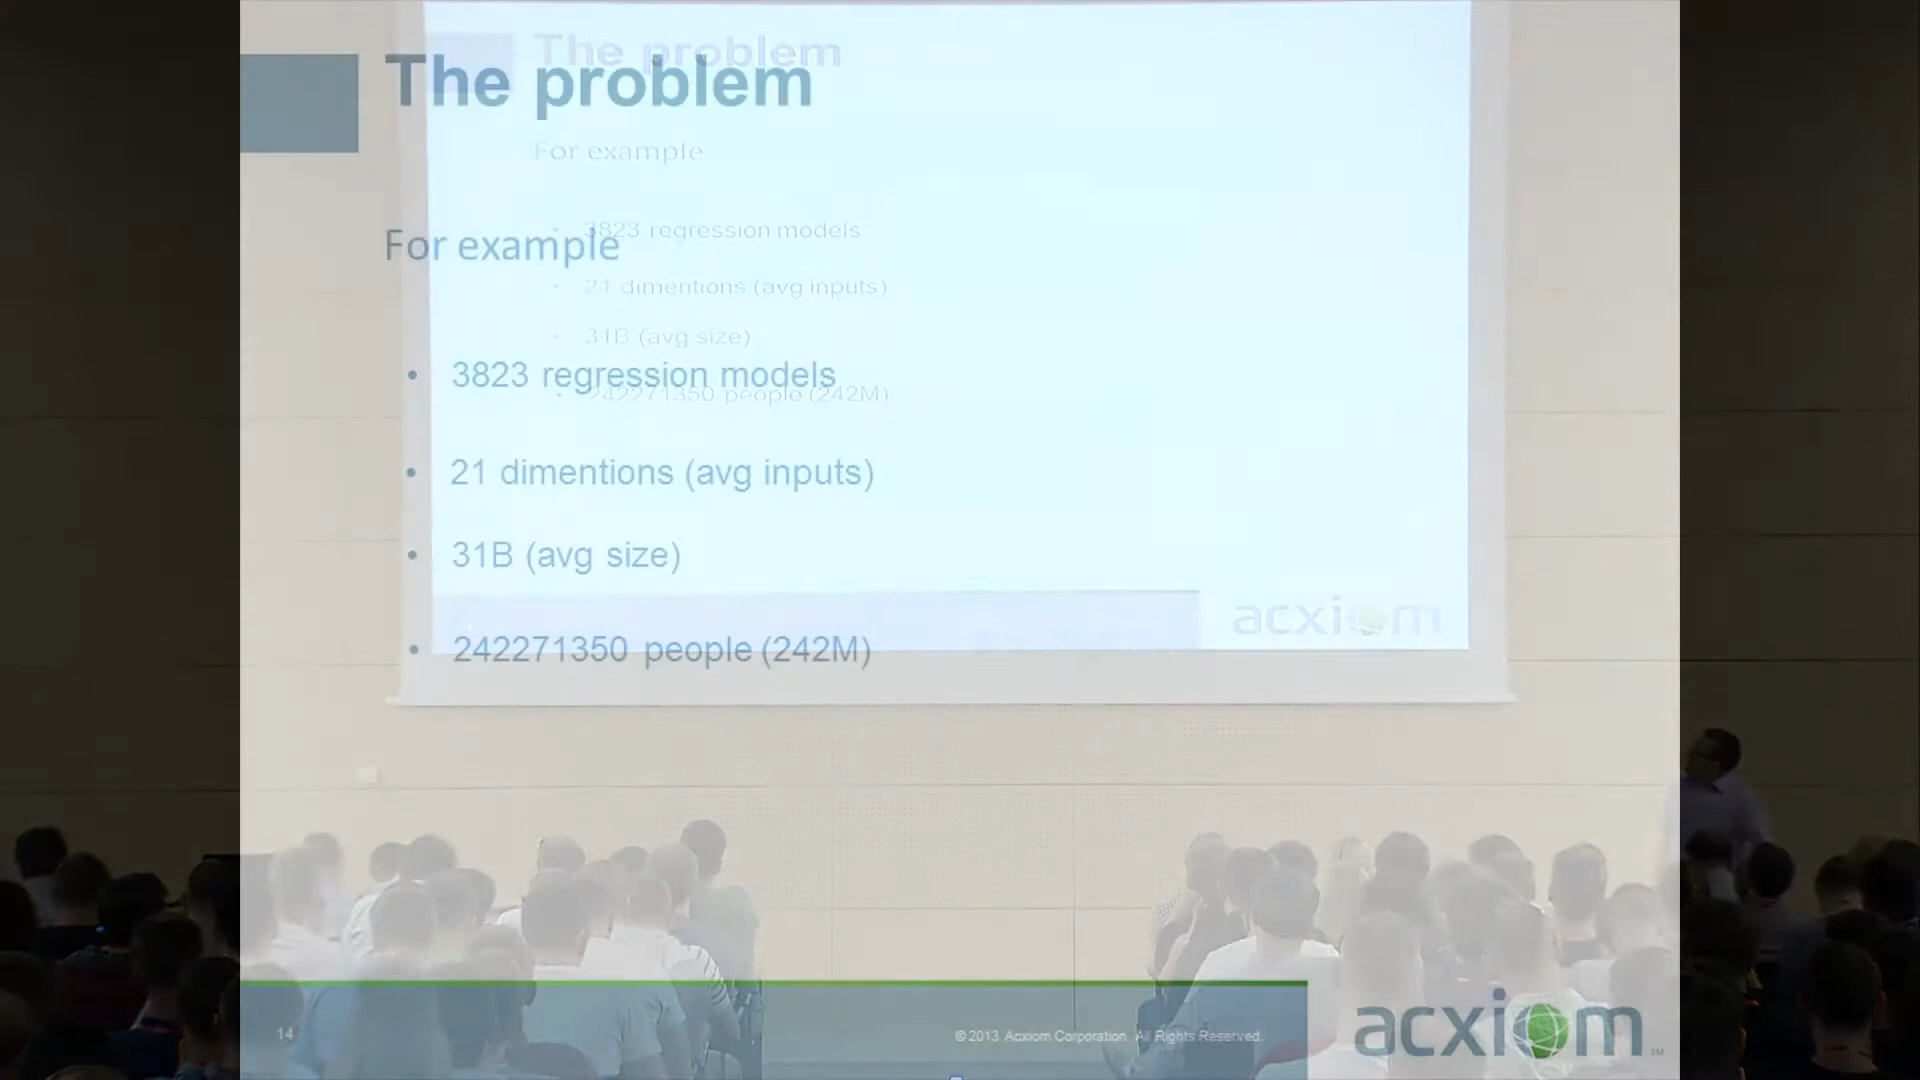 The problem
For example
• 3823 regression models
• 21 dimentions (avg inputs)
• 31B (avg size)
• 242271350 people (242M)
14
© 2013 Acxiom Corporation. All Rights Reserved.
acxiom™
The problem
For example
• 3823 regression models
• 21 dimentions (avg inputs)
• 31B (avg size)
• 242271350 people (242M)
acxiom